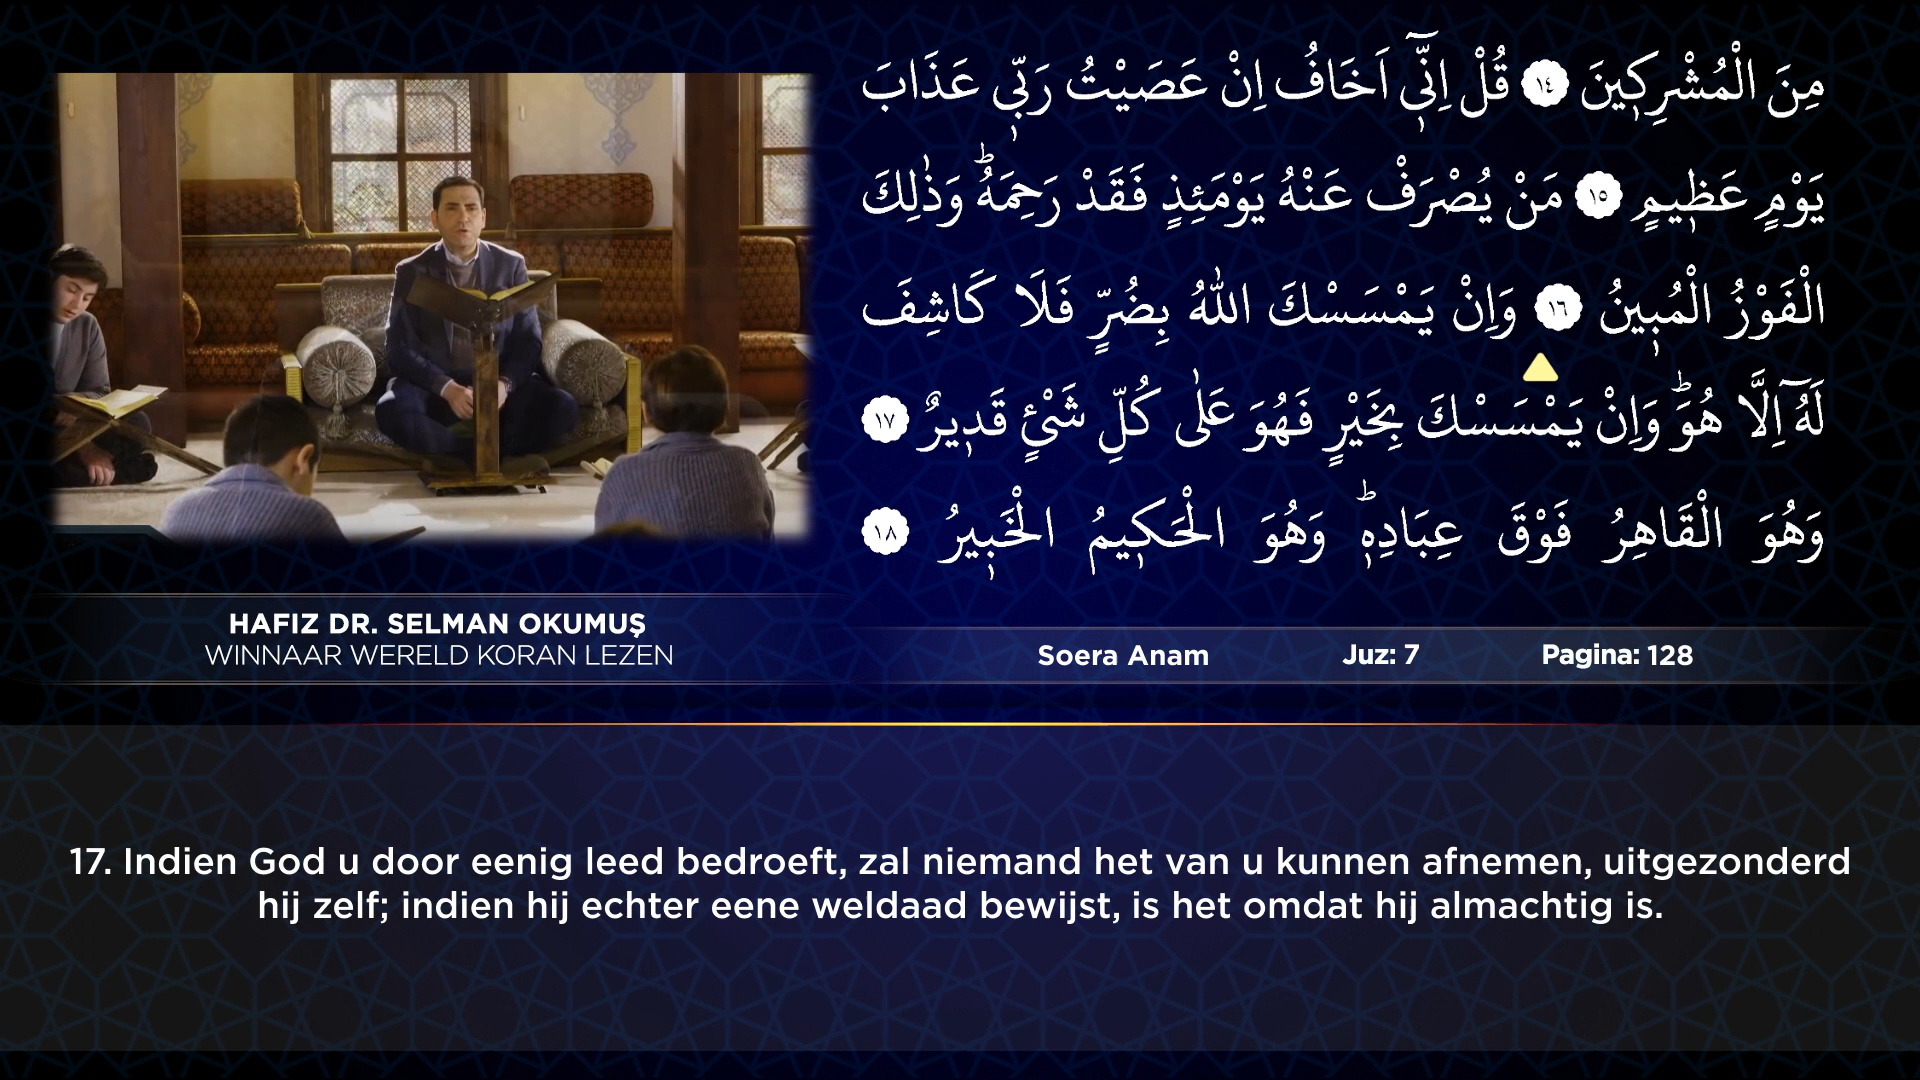 مِنَ الْمُشْرِكٖينَ ١٤ قُلْ اِنّٖٓي اَخَافُ اِنْ عَصَيْتُ رَبّٖي عَذَابَ
يَوْمٍ عَظٖيمٍ ١٥ مَنْ يُصْرَفْ عَنْهُ يَوْمَئِذٍ فَقَدْ رَحِمَهُؕ وَذٰلِكَ
الْفَوْزُ الْمُبٖينُ ١٦ وَاِنْ يَمْسَسْكَ اللّٰهُ بِضُرٍّ فَلَا كَاشِفَ
لَهُٓ اِلَّا هُوَؕ وَاِنْ يَمْسَسْكَ بِخَيْرٍ فَهُوَ عَلٰى كُلِّ شَيْءٍ قَدٖيرٌ ١٧
وَهُوَ الْقَاهِرُ فَوْقَ عِبَادِهٖؕ وَهُوَ الْحَكٖيمُ الْخَبٖيرُ ١٨
HAFIZ DR. SELMAN OKUMUŞ
WINNAAR WERELD KORAN LEZEN
Soera Anam Juz: 7 Pagina: 128
17. Indien God u door eenig leed bedroeft, zal niemand het van u kunnen afnemen, uitgezonderd
hij zelf; indien hij echter eene weldaad bewijst, is het omdat hij almachtig is.